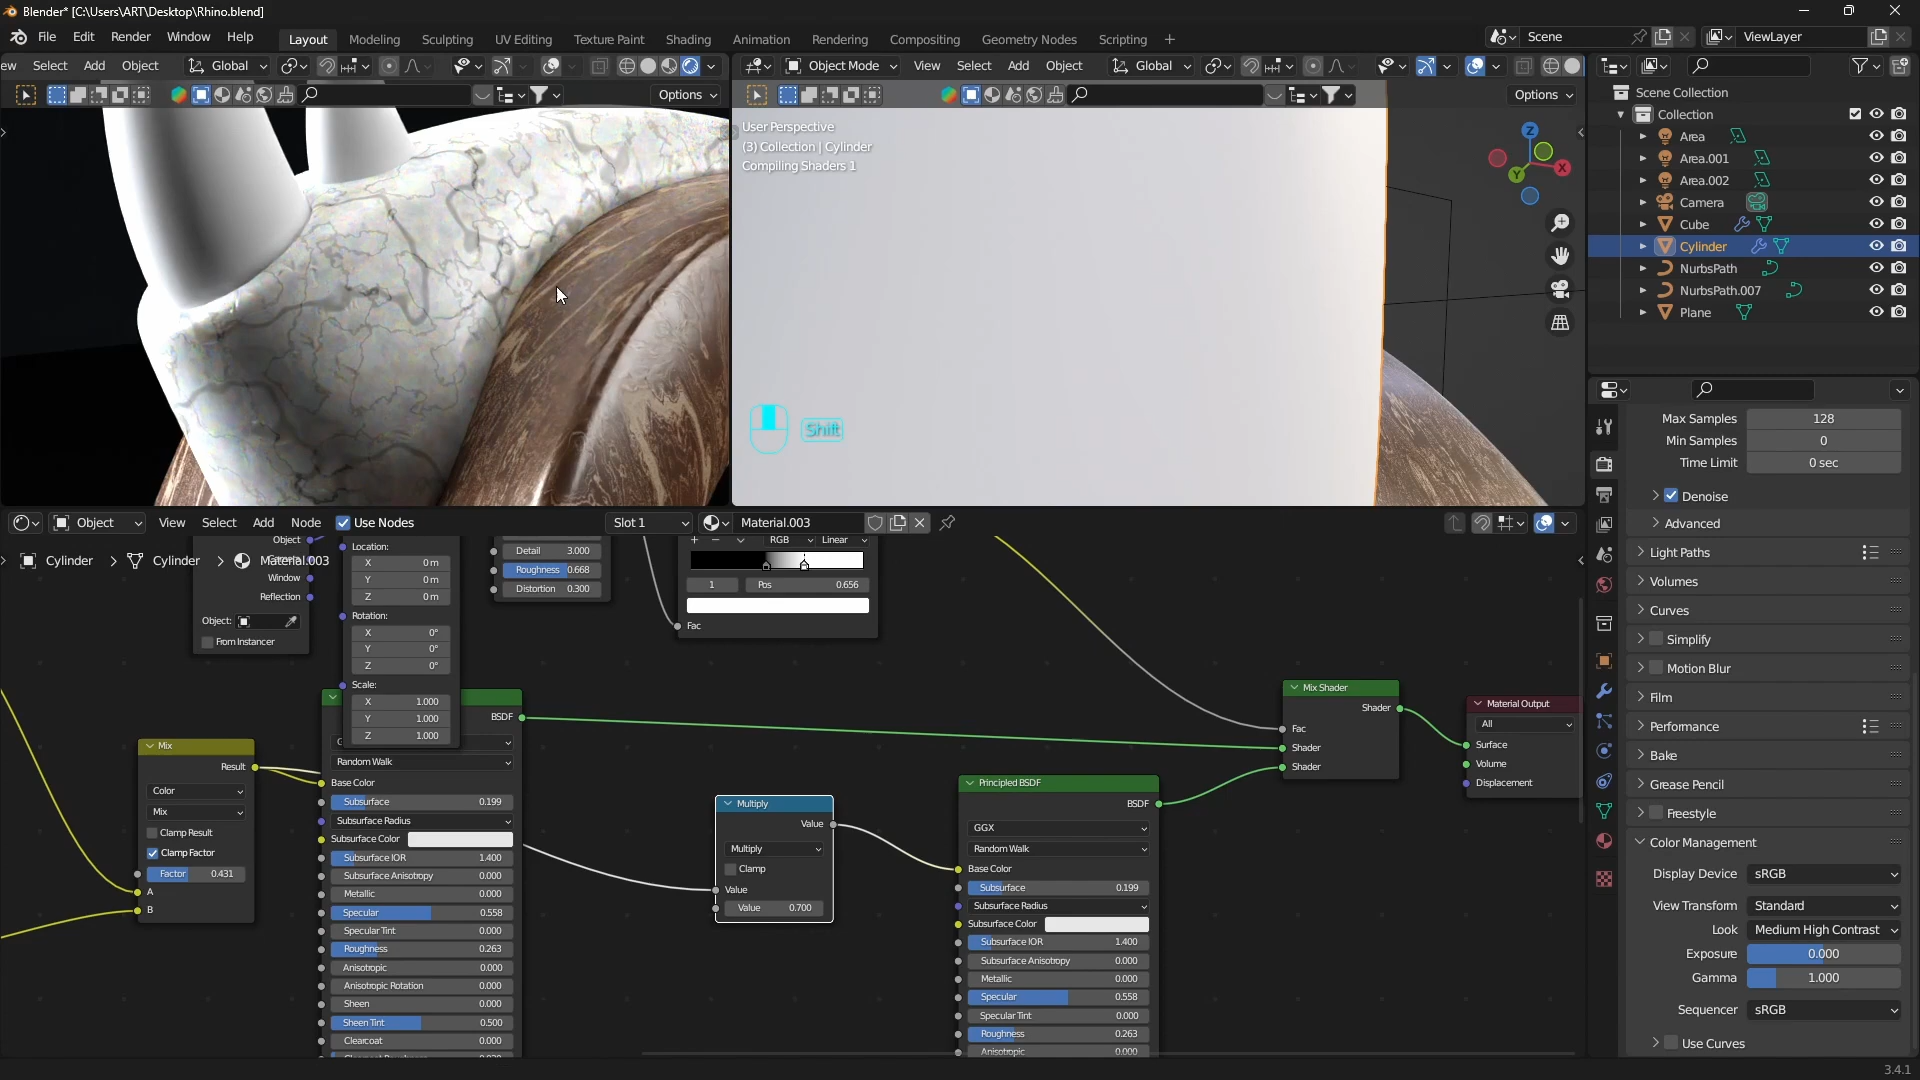 Blender* [C:\Users\ART\Desktop\Rhino.blend]
File Edit Render Window Help Layout Modeling Sculpting UV Editing Texture Paint Shading Animation Rendering Compositing Geometry Nodes Scripting + Scene ViewLayer
ew Select Add Object Global Object Mode View Select Add Object Global
Options Options
User Perspective
(3) Collection | Cylinder
Compiling Shaders 1
Z
X
Y
Shift
Scene Collection
Collection
Area
Area.001
Area.002
Camera
Cube
Cylinder
NurbsPath
NurbsPath.007
Plane
Max Samples 128
Min Samples 0
Time Limit 0 sec
Denoise
Advanced
Light Paths
Volumes
Curves
Simplify
Motion Blur
Film
Performance
Bake
Grease Pencil
Freestyle
Color Management
Display Device sRGB
View Transform Standard
Look Medium High Contrast
Exposure 0.000
Gamma 1.000
Sequencer sRGB
Use Curves
Object View Select Add Node Use Nodes Slot 1 Material.003
Cylinder > Cylinder > Material.003
Object
Window
Reflection
Object:
From Instancer
Location:
X 0 m
Y 0 m
Z 0 m
Rotation:
X 0°
Y 0°
Z 0°
Scale:
X 1.000
Y 1.000
Z 1.000
Detail 3.000
Roughness 0.668
Distortion 0.300
RGB Linear
1 Pos 0.656
Fac
Mix
Result
Color
Mix
Clamp Result
Clamp Factor
Factor 0.431
A
B
BSDF
Random Walk
Base Color
Subsurface 0.199
Subsurface Radius
Subsurface Color
Subsurface IOR 1.400
Subsurface Anisotropy 0.000
Metallic 0.000
Specular 0.558
Specular Tint 0.000
Roughness 0.263
Anisotropic 0.000
Anisotropic Rotation 0.000
Sheen 0.000
Sheen Tint 0.500
Clearcoat 0.000
Multiply
Value
Multiply
Clamp
Value
Value 0.700
Principled BSDF
BSDF
GGX
Random Walk
Base Color
Subsurface 0.199
Subsurface Radius
Subsurface Color
Subsurface IOR 1.400
Subsurface Anisotropy 0.000
Metallic 0.000
Specular 0.558
Specular Tint 0.000
Roughness 0.263
Anisotropic 0.000
Mix Shader
Shader
Fac
Shader
Shader
Material Output
All
Surface
Volume
Displacement
3.4.1